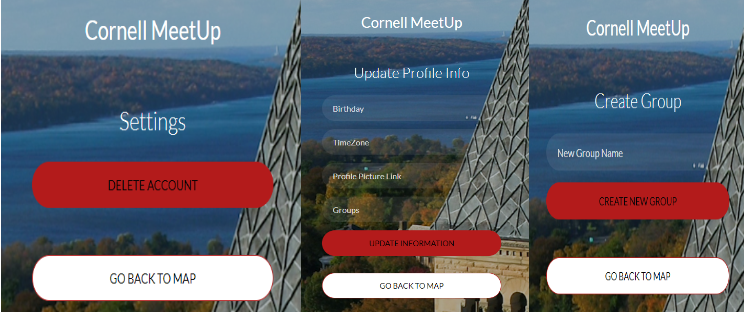 Cornell MeetUp
Settings
DELETE ACCOUNT
GO BACK TO MAP
Cornell MeetUp
Update Profile Info
Birthday
TimeZone
Profile Picture Link
Groups
UPDATE INFORMATION
GO BACK TO MAP
Cornell MeetUp
Create Group
New Group Name
CREATE NEW GROUP
GO BACK TO MAP